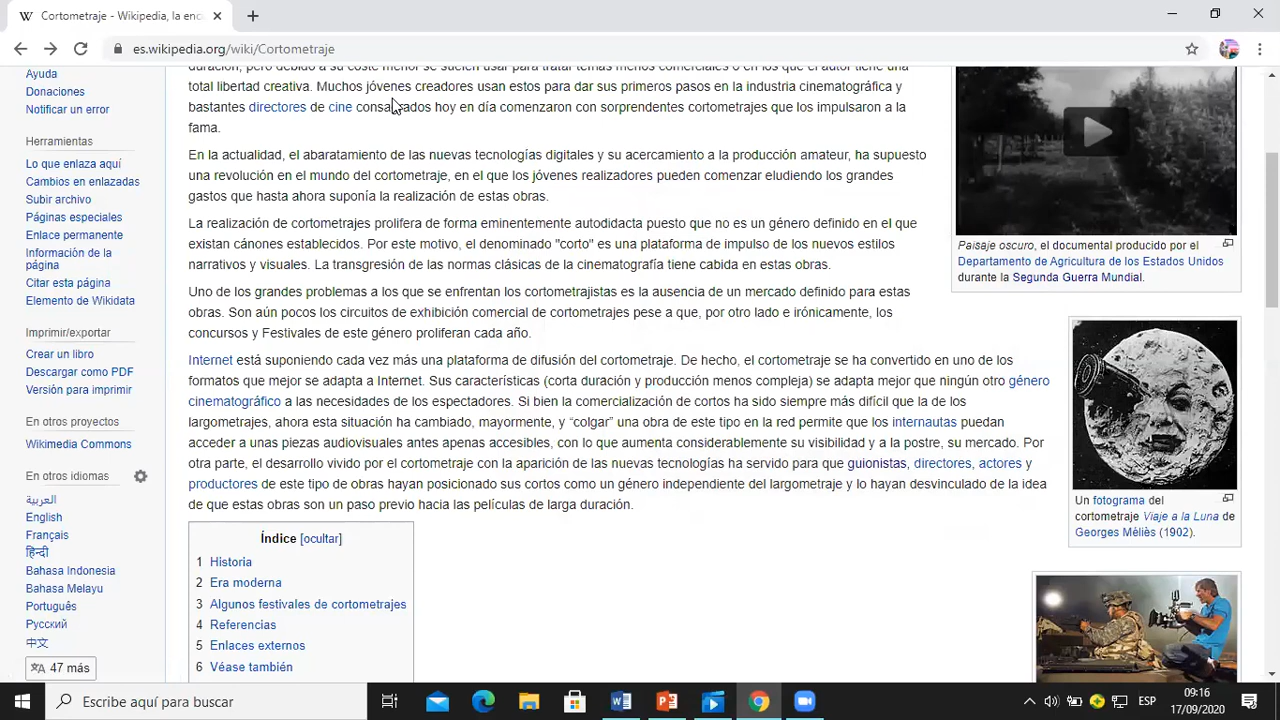 Cortometraje - Wikipedia, la enc
es.wikipedia.org/wiki/Cortometraje
Ayuda
Donaciones
Notificar un error
Herramientas
Lo que enlaza aquí
Cambios en enlazadas
Subir archivo
Páginas especiales
Enlace permanente
Información de la
página
Citar esta página
Elemento de Wikidata
Imprimir/exportar
Crear un libro
Descargar como PDF
Versión para imprimir
En otros proyectos
Wikimedia Commons
En otros idiomas
العربية
English
Français
हिन्दी
Bahasa Indonesia
Bahasa Melayu
Português
Русский
中文
47 más
duración, pero debido a su coste menor se suelen usar para tratar temas menos comerciales o en los que el autor tiene una
total libertad creativa. Muchos jóvenes creadores usan estos para dar sus primeros pasos en la industria cinematográfica y
bastantes directores de cine consagrados hoy en día comenzaron con sorprendentes cortometrajes que los impulsaron a la
fama.
En la actualidad, el abaratamiento de las nuevas tecnologías digitales y su acercamiento a la producción amateur, ha supuesto
una revolución en el mundo del cortometraje, en el que los jóvenes realizadores pueden comenzar eludiendo los grandes
gastos que hasta ahora suponía la realización de estas obras.
La realización de cortometrajes prolifera de forma eminentemente autodidacta puesto que no es un género definido en el que
existan cánones establecidos. Por este motivo, el denominado "corto" es una plataforma de impulso de los nuevos estilos
narrativos y visuales. La transgresión de las normas clásicas de la cinematografía tiene cabida en estas obras.
Uno de los grandes problemas a los que se enfrentan los cortometrajistas es la ausencia de un mercado definido para estas
obras. Son aún pocos los circuitos de exhibición comercial de cortometrajes pese a que, por otro lado e irónicamente, los
concursos y Festivales de este género proliferan cada año.
Internet está suponiendo cada vez más una plataforma de difusión del cortometraje. De hecho, el cortometraje se ha convertido en uno de los
formatos que mejor se adapta a Internet. Sus características (corta duración y producción menos compleja) se adapta mejor que ningún otro género
cinematográfico a las necesidades de los espectadores. Si bien la comercialización de cortos ha sido siempre más difícil que la de los
largometrajes, ahora esta situación ha cambiado, mayormente, y “colgar” una obra de este tipo en la red permite que los internautas puedan
acceder a unas piezas audiovisuales antes apenas accesibles, con lo que aumenta considerablemente su visibilidad y a la postre, su mercado. Por
otra parte, el desarrollo vivido por el cortometraje con la aparición de las nuevas tecnologías ha servido para que guionistas, directores, actores y
productores de este tipo de obras hayan posicionado sus cortos como un género independiente del largometraje y lo hayan desvinculado de la idea
de que estas obras son un paso previo hacia las películas de larga duración.
Índice [ocultar]
1 Historia
2 Era moderna
3 Algunos festivales de cortometrajes
4 Referencias
5 Enlaces externos
6 Véase también
Paisaje oscuro, el documental producido por el
Departamento de Agricultura de los Estados Unidos
durante la Segunda Guerra Mundial.
Un fotograma del
cortometraje Viaje a la Luna de
Georges Méliès (1902).
Escribe aquí para buscar
ESP
09:16
17/09/2020